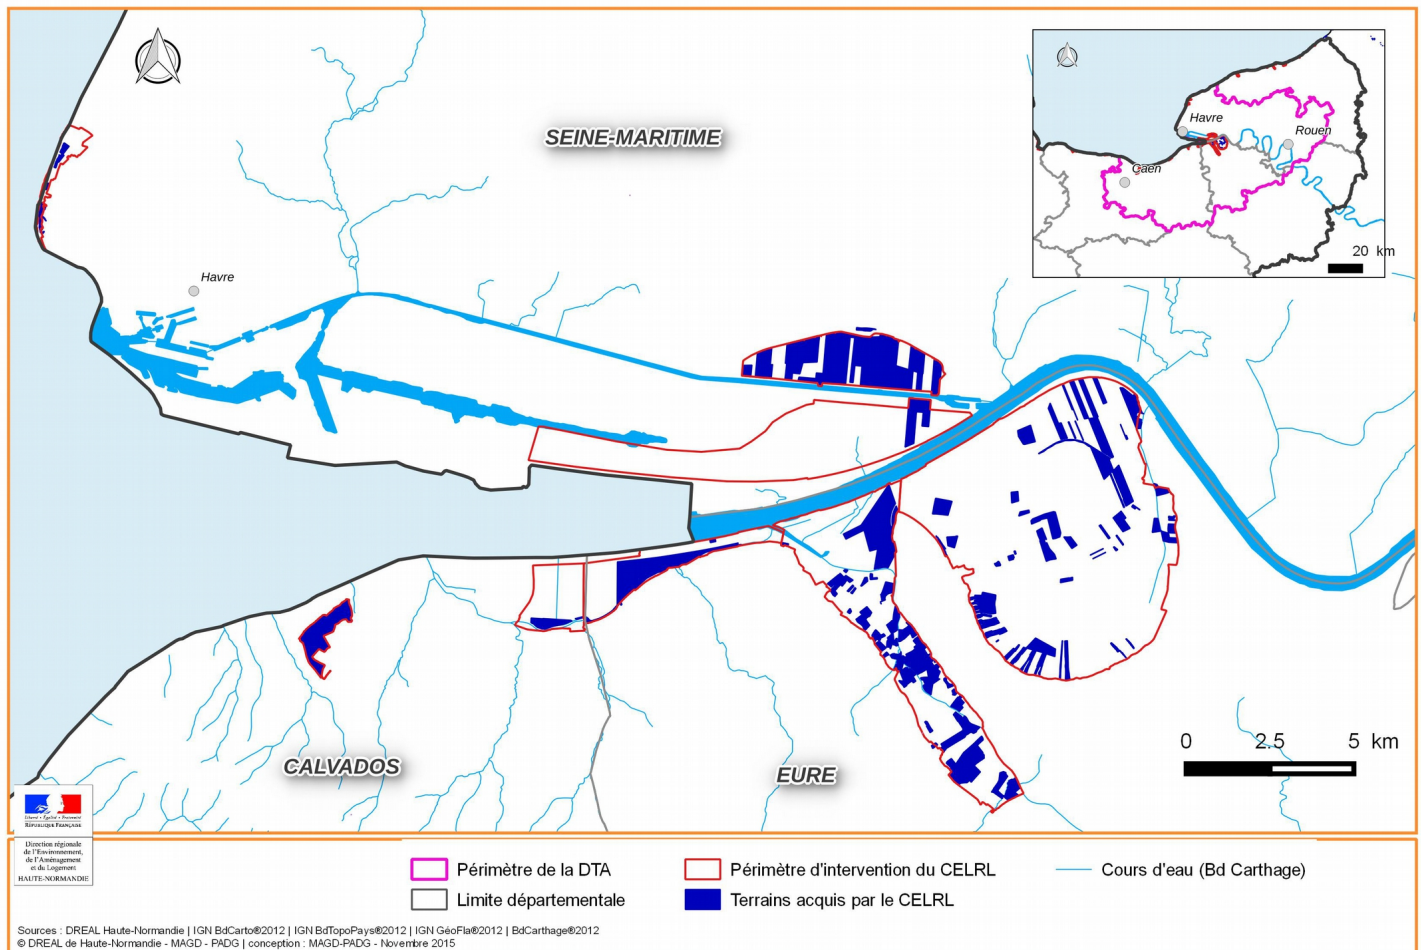 SEINE-MARITIME
Havre
Rouen
Caen
20 km
Havre
CALVADOS
EURE
0 2.5 5 km
Liberté • Égalité • Fraternité
RÉPUBLIQUE FRANÇAISE
Direction régionale
de l'Environnement,
de l'Aménagement
et du Logement
HAUTE-NORMANDIE
Périmètre de la DTA
Périmètre d'intervention du CELRL
Cours d'eau (Bd Carthage)
Limite départementale
Terrains acquis par le CELRL
Sources : DREAL Haute-Normandie | IGN BdCarto®2012 | IGN BdTopoPays®2012 | IGN GéoFla®2012 | BdCarthage®2012
© DREAL de Haute-Normandie - MAGD - PADG | conception : MAGD-PADG - Novembre 2015